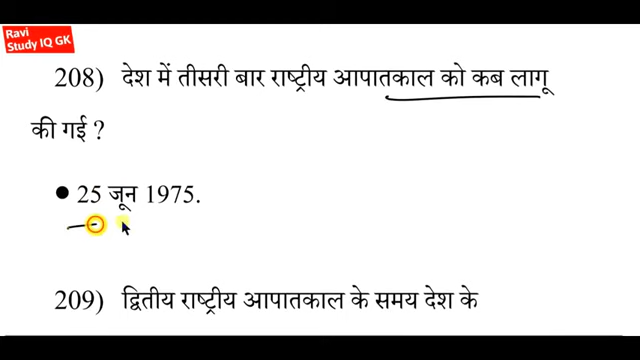 Ravi
Study IQ GK
208) देश में तीसरी बार राष्ट्रीय आपातकाल को कब लागू
की गई ?
● 25 जून 1975.
209) द्वितीय राष्ट्रीय आपातकाल के समय देश के